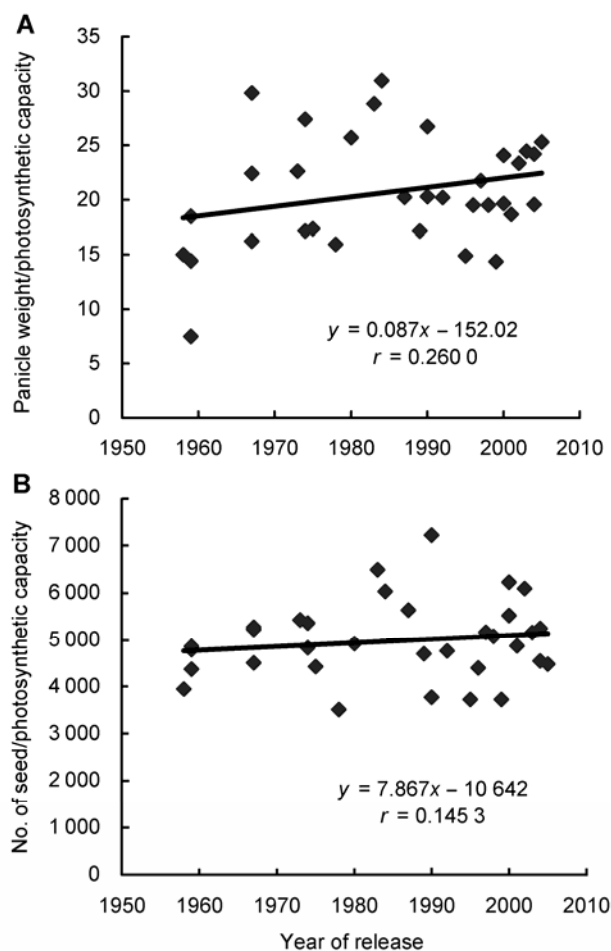 A
Panicle weight/photosynthetic capacity
35
30
25
20
15
10
5
0
y = 0.087x – 152.02
r = 0.260 0
1950 1960 1970 1980 1990 2000 2010
B
No. of seed/photosynthetic capacity
8 000
7 000
6 000
5 000
4 000
3 000
2 000
1 000
0
y = 7.867x – 10 642
r = 0.145 3
1950 1960 1970 1980 1990 2000 2010
Year of release